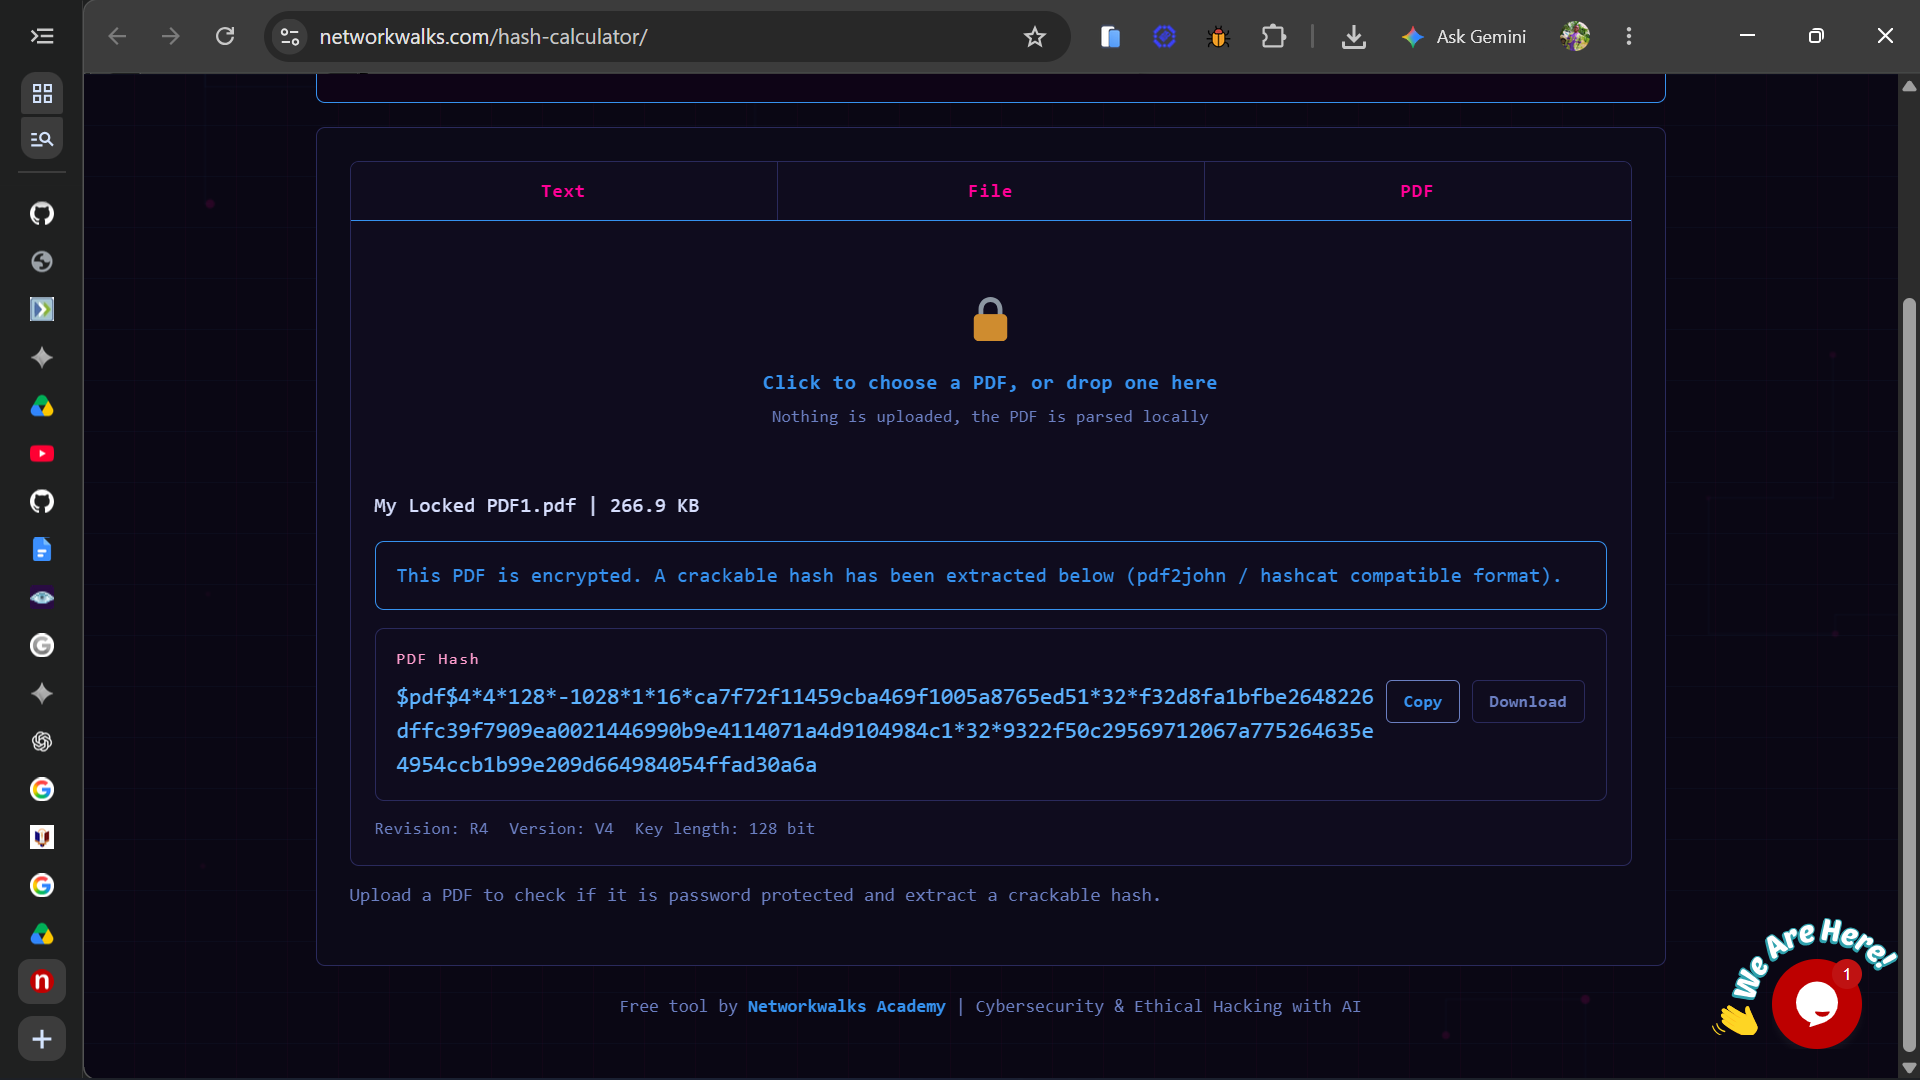 networkwalks.com/hash-calculator/
Ask Gemini
Text
File
PDF
Click to choose a PDF, or drop one here
Nothing is uploaded, the PDF is parsed locally
My Locked PDF1.pdf | 266.9 KB
This PDF is encrypted. A crackable hash has been extracted below (pdf2john / hashcat compatible format).
PDF Hash
$pdf$4*4*128*-1028*1*16*ca7f72f11459cba469f1005a8765ed51*32*f32d8fa1bfbe2648226
dffc39f7909ea0021446990b9e4114071a4d9104984c1*32*9322f50c29569712067a775264635e
4954ccb1b99e209d664984054ffad30a6a
Copy
Download
Revision: R4 Version: V4 Key length: 128 bit
Upload a PDF to check if it is password protected and extract a crackable hash.
Free tool by Networkwalks Academy | Cybersecurity & Ethical Hacking with AI
We Are Here!
1
n